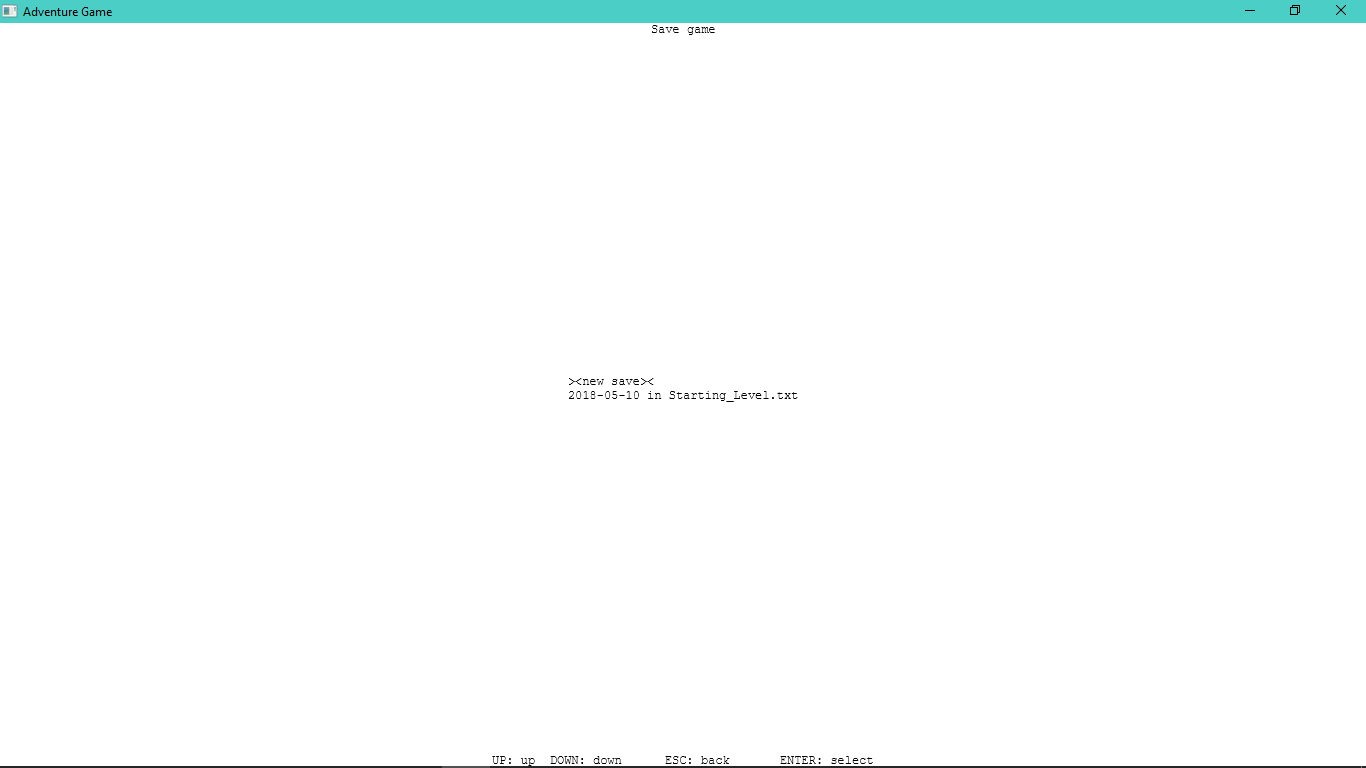 Adventure Game
Save game
><new save><
2018-05-10 in Starting_Level.txt
UP: up  DOWN: down      ESC: back       ENTER: select